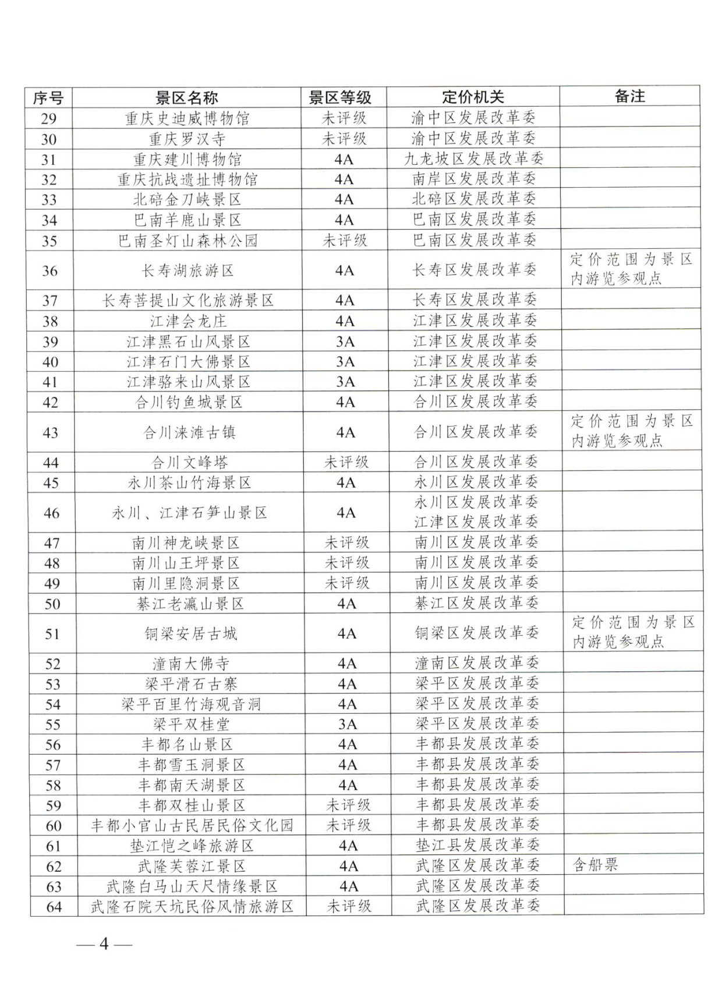 序号 景区名称 景区等级 定价机关 备注
29 重庆史迪威博物馆 未评级 渝中区发展改革委
30 重庆罗汉寺 未评级 渝中区发展改革委
31 重庆建川博物馆 4A 九龙坡区发展改革委
32 重庆抗战遗址博物馆 4A 南岸区发展改革委
33 北碚金刀峡景区 4A 北碚区发展改革委
34 巴南羊鹿山景区 4A 巴南区发展改革委
35 巴南圣灯山森林公园 未评级 巴南区发展改革委
36 长寿湖旅游区 4A 长寿区发展改革委 定价范围为景区
内游览参观点
37 长寿菩提山文化旅游景区 4A 长寿区发展改革委
38 江津会龙庄 4A 江津区发展改革委
39 江津黑石山风景区 3A 江津区发展改革委
40 江津石门大佛景区 3A 江津区发展改革委
41 江津骆来山风景区 3A 江津区发展改革委
42 合川钓鱼城景区 4A 合川区发展改革委
43 合川涞滩古镇 4A 合川区发展改革委 定价范围为景区
内游览参观点
44 合川文峰塔 未评级 合川区发展改革委
45 永川茶山竹海景区 4A 永川区发展改革委
46 永川、江津石笋山景区 4A 永川区发展改革委
江津区发展改革委
47 南川神龙峡景区 未评级 南川区发展改革委
48 南川山王坪景区 未评级 南川区发展改革委
49 南川里隐洞景区 未评级 南川区发展改革委
50 綦江老瀛山景区 4A 綦江区发展改革委
51 铜梁安居古城 4A 铜梁区发展改革委 定价范围为景区
内游览参观点
52 潼南大佛寺 4A 潼南区发展改革委
53 梁平滑石古寨 4A 梁平区发展改革委
54 梁平百里竹海观音洞 4A 梁平区发展改革委
55 梁平双桂堂 3A 梁平区发展改革委
56 丰都名山景区 4A 丰都县发展改革委
57 丰都雪玉洞景区 4A 丰都县发展改革委
58 丰都南天湖景区 4A 丰都县发展改革委
59 丰都双桂山景区 未评级 丰都县发展改革委
60 丰都小官山古民居民俗文化园 未评级 丰都县发展改革委
61 垫江恺之峰旅游区 4A 垫江县发展改革委
62 武隆芙蓉江景区 4A 武隆区发展改革委 含船票
63 武隆白马山天尺情缘景区 4A 武隆区发展改革委
64 武隆石院天坑民俗风情旅游区 未评级 武隆区发展改革委
— 4 —